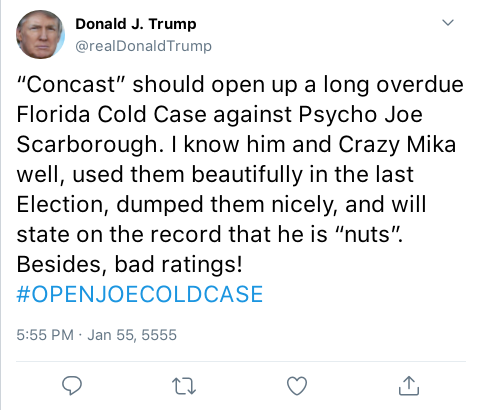 Donald J. Trump
@realDonaldTrump
“Concast” should open up a long overdue
Florida Cold Case against Psycho Joe
Scarborough. I know him and Crazy Mika
well, used them beautifully in the last
Election, dumped them nicely, and will
state on the record that he is “nuts”.
Besides, bad ratings!
#OPENJOECOLDCASE
5:55 PM · Jan 55, 5555